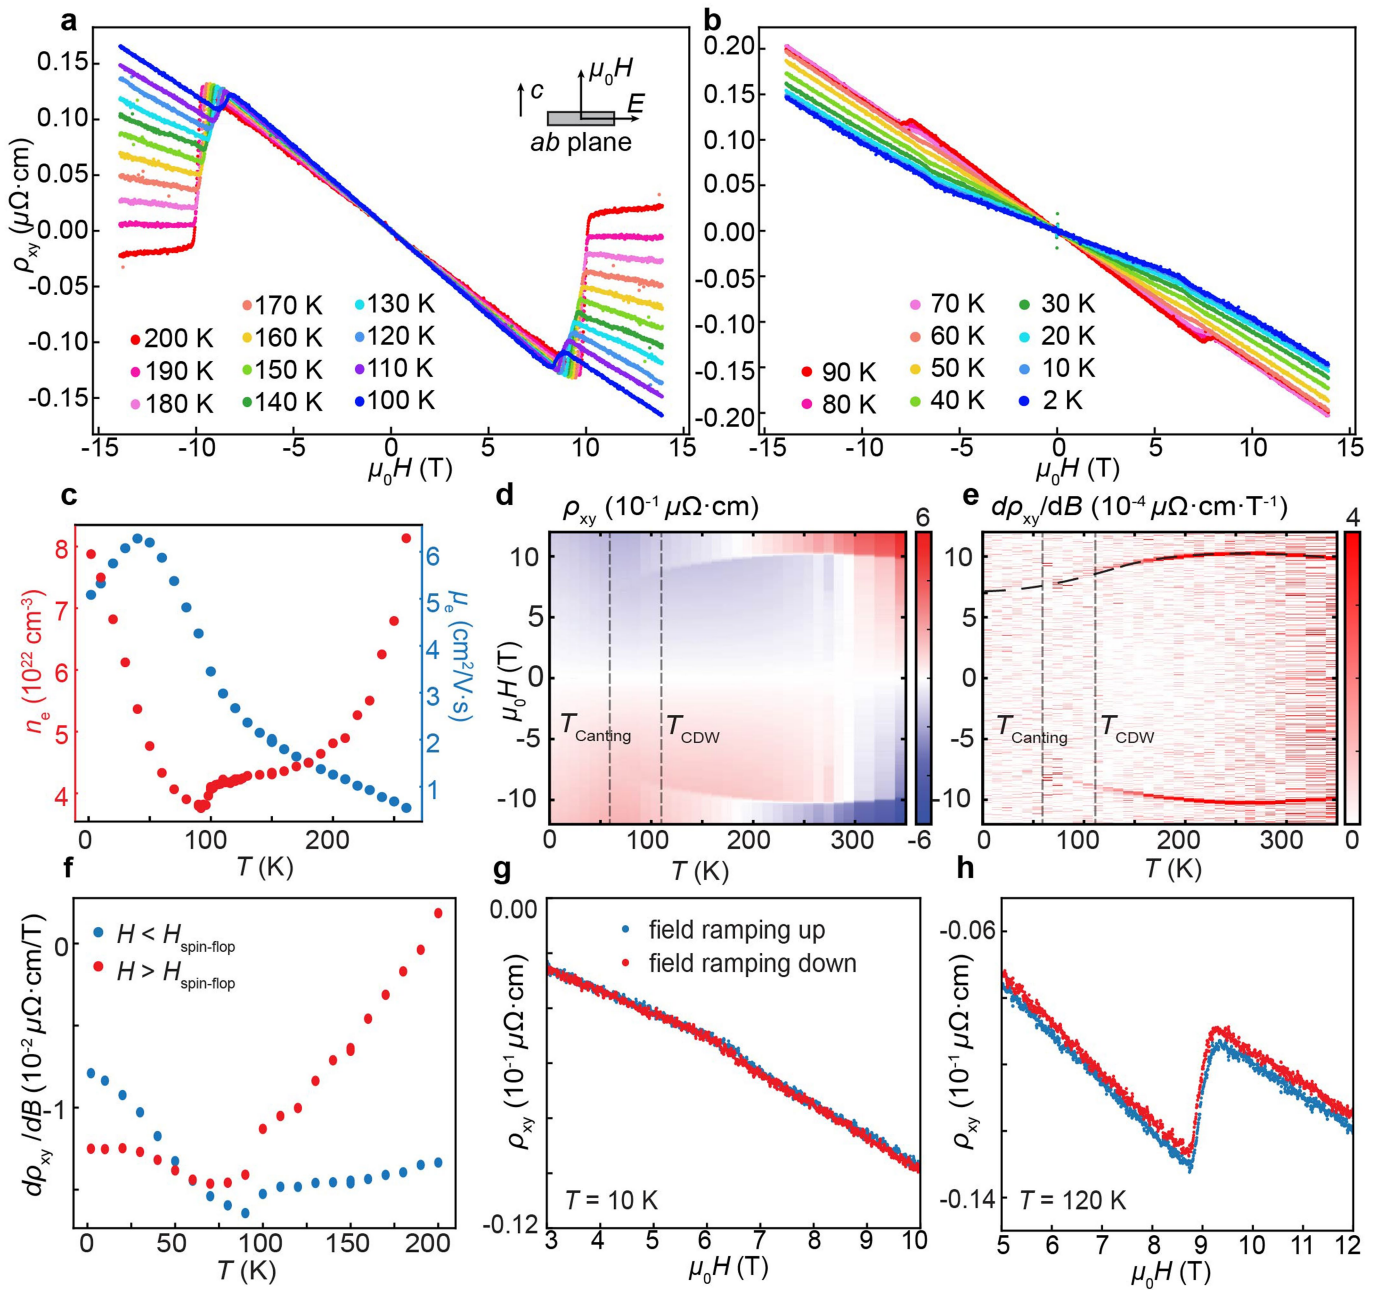 a
0.15
0.10
0.05
0.00
-0.05
-0.10
-0.15
ρxy (μΩ·cm)
c
μ0H
E
ab plane
170 K
130 K
200 K
160 K
120 K
190 K
150 K
110 K
180 K
140 K
100 K
-15 -10 -5 0 5 10 15
μ0H (T)
b
0.20
0.15
0.10
0.05
0.00
-0.05
-0.10
-0.15
-0.20
70 K
30 K
60 K
20 K
90 K
50 K
10 K
80 K
40 K
2 K
-15 -10 -5 0 5 10 15
μ0H (T)
c
8
7
6
5
4
ne (10²² cm⁻³)
6
5
4
3
2
1
μe (cm²/V·s)
0 100 200
T (K)
d
ρxy (10⁻¹ μΩ·cm)
6
-6
10
5
0
-5
-10
μ0H (T)
TCanting
TCDW
0 100 200 300
T (K)
e
dρxy/dB (10⁻⁴ μΩ·cm·T⁻¹)
4
0
10
5
0
-5
-10
TCanting
TCDW
0 100 200 300
T (K)
f
H < Hspin-flop
H > Hspin-flop
0
-1
dρxy /dB (10⁻² μΩ·cm/T)
0 50 100 150 200
T (K)
g
0.00
-0.12
ρxy (10⁻¹ μΩ·cm)
field ramping up
field ramping down
T = 10 K
3 4 5 6 7 8 9 10
μ0H (T)
h
-0.06
-0.14
ρxy (10⁻¹ μΩ·cm)
T = 120 K
5 6 7 8 9 10 11 12
μ0H (T)